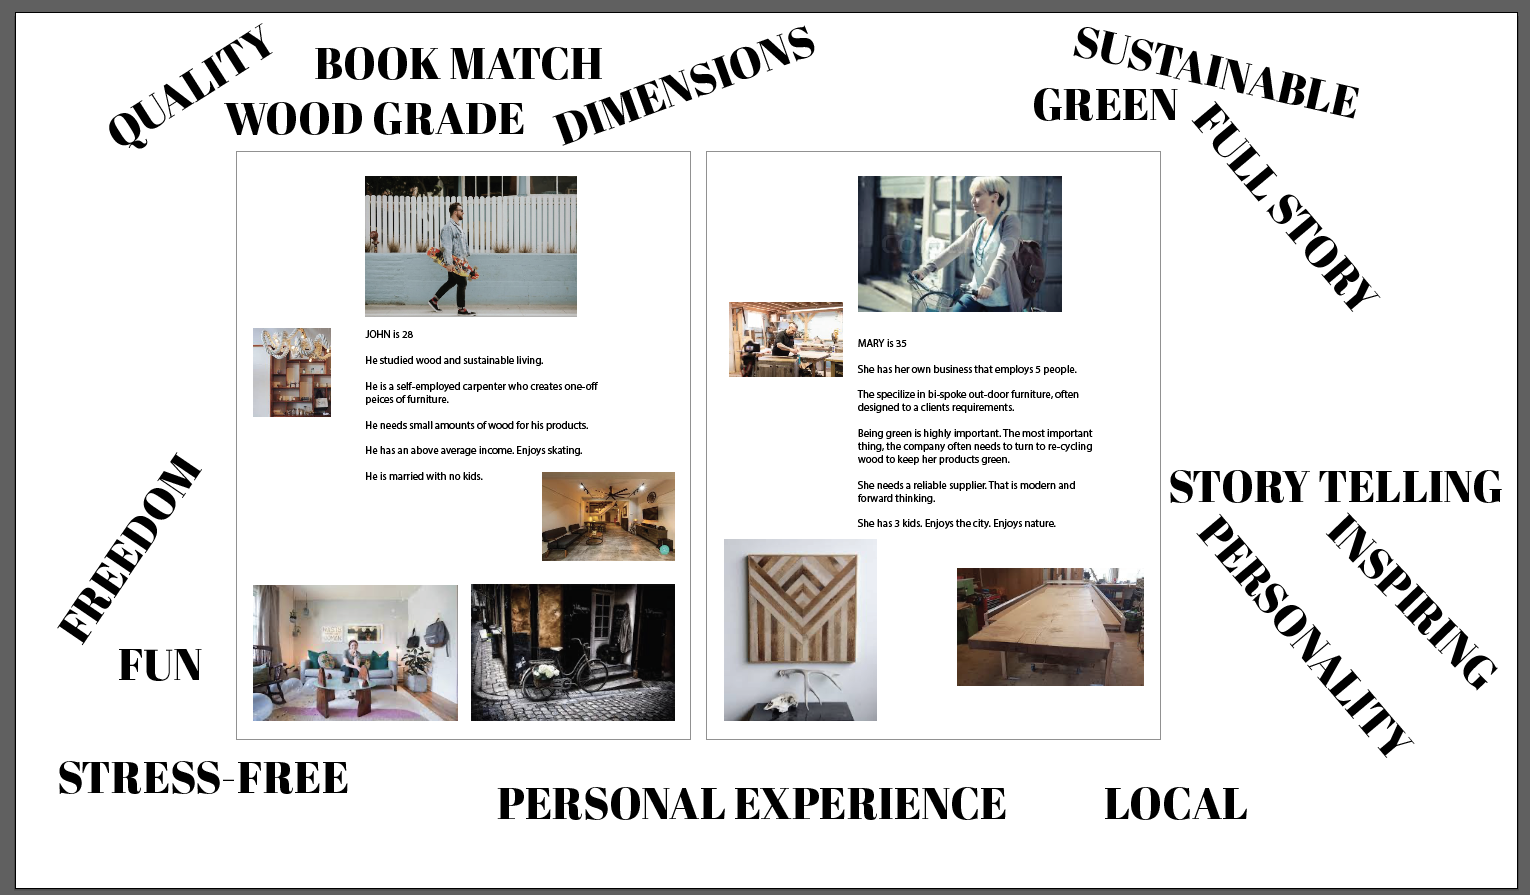 QUALITY
BOOK MATCH
WOOD GRADE
DIMENSIONS
SUSTAINABLE
GREEN
FULL STORY
JOHN is 28
He studied wood and sustainable living.
He is a self-employed carpenter who creates one-off
peices of furniture.
He needs small amounts of wood for his products.
He has an above average income. Enjoys skating.
He is married with no kids.
MARY is 35
She has her own business that employs 5 people.
The specilize in bi-spoke out-door furniture, often
designed to a clients requirements.
Being green is highly important. The most important
thing, the company often needs to turn to re-cycling
wood to keep her products green.
She needs a reliable supplier. That is modern and
forward thinking.
She has 3 kids. Enjoys the city. Enjoys nature.
FREEDOM
FUN
STRESS-FREE
STORY TELLING
PERSONALITY
INSPIRING
PERSONAL EXPERIENCE
LOCAL